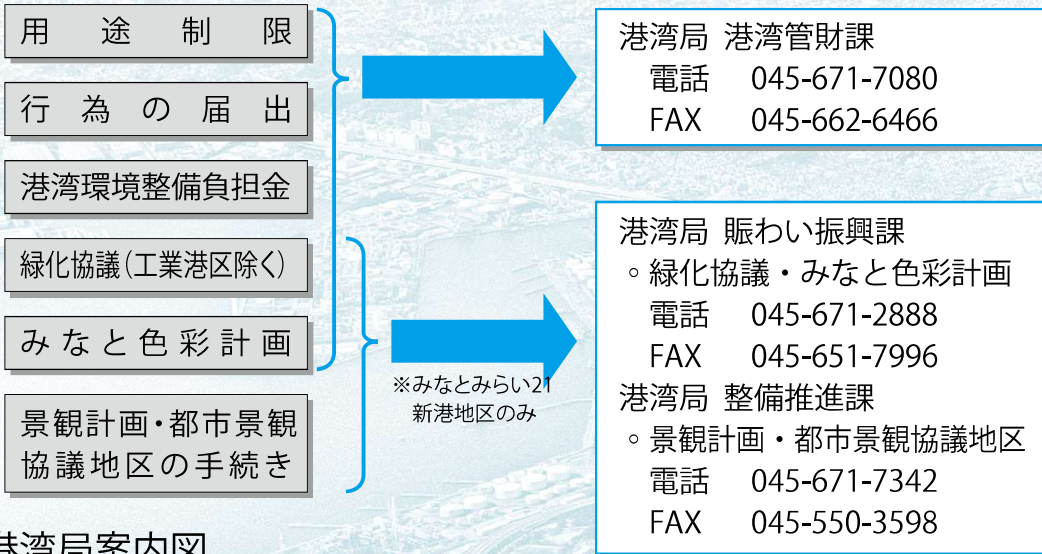 用途制限
行為の届出
港湾環境整備負担金
緑化協議(工業港区除く)
みなと色彩計画
景観計画・都市景観
協議地区の手続き
港湾局 港湾管財課
電話 045-671-7080
FAX 045-662-6466
※みなとみらい21
新港地区のみ
港湾局 賑わい振興課
◦緑化協議・みなと色彩計画
電話 045-671-2888
FAX 045-651-7996
港湾局 整備推進課
◦景観計画・都市景観協議地区
電話 045-671-7342
FAX 045-550-3598
港湾局案内図